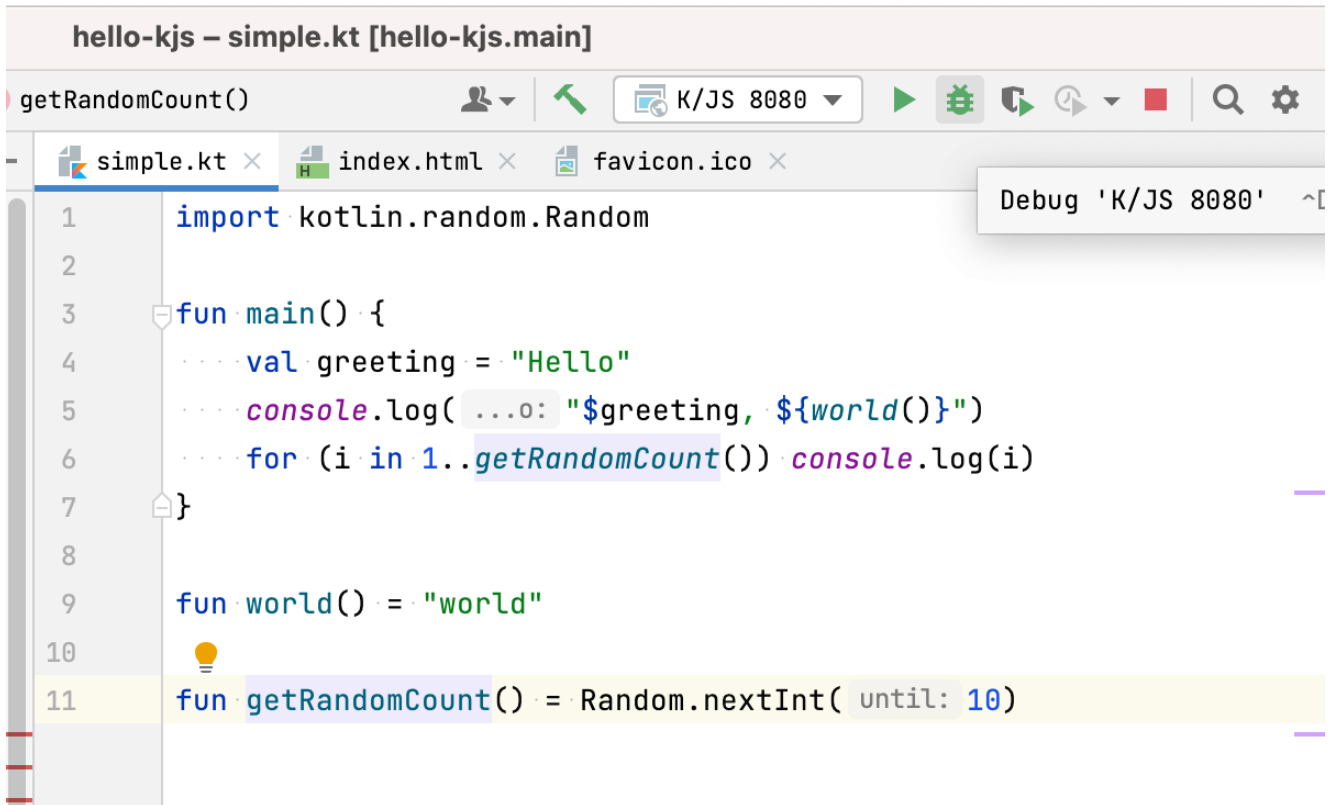 hello-kjs – simple.kt [hello-kjs.main]
getRandomCount() K/JS 8080
simple.kt index.html favicon.ico
Debug 'K/JS 8080'
1 import kotlin.random.Random
2
3 fun main() {
4 val greeting = "Hello"
5 console.log( ...o: "$greeting, ${world()}")
6 for (i in 1..getRandomCount()) console.log(i)
7 }
8
9 fun world() = "world"
10
11 fun getRandomCount() = Random.nextInt( until: 10)